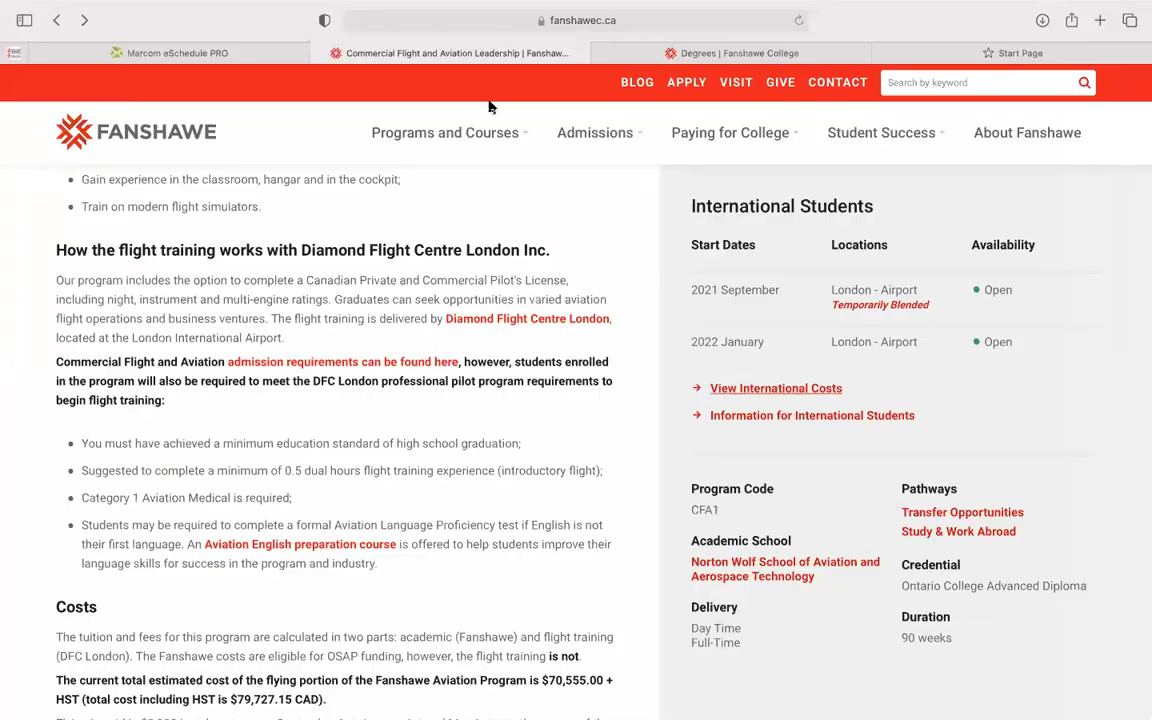 fanshawec.ca
Marcom eSchedule PRO
Commercial Flight and Aviation Leadership | Fanshaw...
Degrees | Fanshawe College
Start Page
BLOG APPLY VISIT GIVE CONTACT
Search by keyword
FANSHAWE
Programs and Courses Admissions Paying for College Student Success About Fanshawe
Gain experience in the classroom, hangar and in the cockpit;
Train on modern flight simulators.
How the flight training works with Diamond Flight Centre London Inc.
Our program includes the option to complete a Canadian Private and Commercial Pilot's License,
including night, instrument and multi-engine ratings. Graduates can seek opportunities in varied aviation
flight operations and business ventures. The flight training is delivered by Diamond Flight Centre London,
located at the London International Airport.
Commercial Flight and Aviation admission requirements can be found here, however, students enrolled
in the program will also be required to meet the DFC London professional pilot program requirements to
begin flight training:
You must have achieved a minimum education standard of high school graduation;
Suggested to complete a minimum of 0.5 dual hours flight training experience (introductory flight);
Category 1 Aviation Medical is required;
Students may be required to complete a formal Aviation Language Proficiency test if English is not
their first language. An Aviation English preparation course is offered to help students improve their
language skills for success in the program and industry.
Costs
The tuition and fees for this program are calculated in two parts: academic (Fanshawe) and flight training
(DFC London). The Fanshawe costs are eligible for OSAP funding, however, the flight training is not.
The current total estimated cost of the flying portion of the Fanshawe Aviation Program is $70,555.00 +
HST (total cost including HST is $79,727.15 CAD).
International Students
Start Dates Locations Availability
2021 September London - Airport Open
Temporarily Blended
2022 January London - Airport Open
View International Costs
Information for International Students
Program Code
CFA1
Academic School
Norton Wolf School of Aviation and
Aerospace Technology
Delivery
Day Time
Full-Time
Pathways
Transfer Opportunities
Study & Work Abroad
Credential
Ontario College Advanced Diploma
Duration
90 weeks